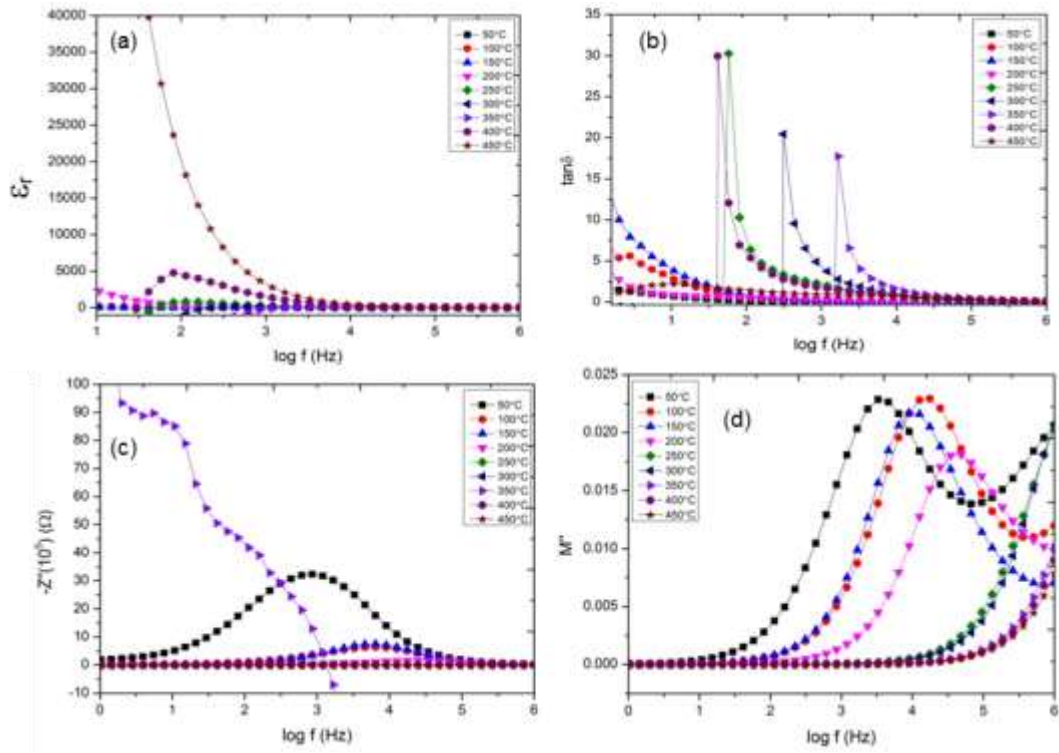 (a)
40000
35000
30000
25000
20000
15000
10000
5000
0
εr
1 2 3 4 5 6
log f (Hz)
50°C
100°C
150°C
200°C
250°C
300°C
350°C
400°C
450°C
(b)
35
30
25
20
15
10
5
0
tanδ
1 2 3 4 5 6
log f (Hz)
50°C
100°C
150°C
200°C
250°C
300°C
350°C
400°C
450°C
(c)
100
90
80
70
60
50
40
30
20
10
0
-10
0 1 2 3 4 5 6
log f (Hz)
50°C
100°C
150°C
200°C
250°C
300°C
350°C
400°C
450°C
(d)
0.025
0.020
0.015
0.010
0.005
0.000
M"
0 1 2 3 4 5 6
log f (Hz)
50°C
100°C
150°C
200°C
250°C
300°C
350°C
400°C
450°C